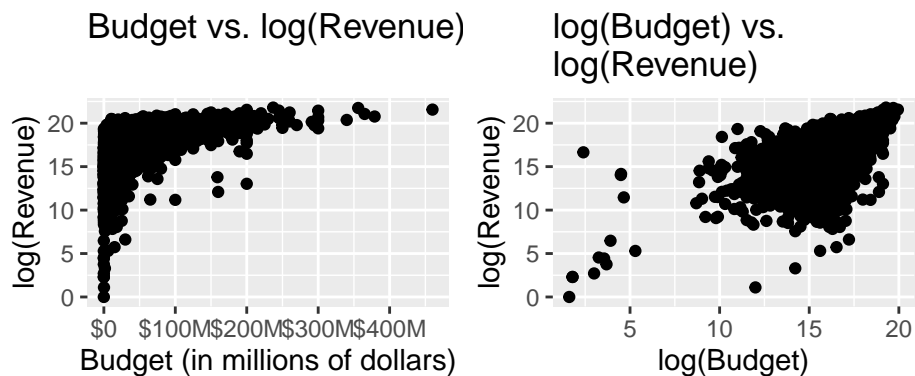 Budget vs. log(Revenue)
log(Revenue)
20
15
10
5
0
$0 $100M $200M $300M $400M
Budget (in millions of dollars)
log(Budget) vs.
log(Revenue)
log(Revenue)
20
15
10
5
0
5 10 15 20
log(Budget)